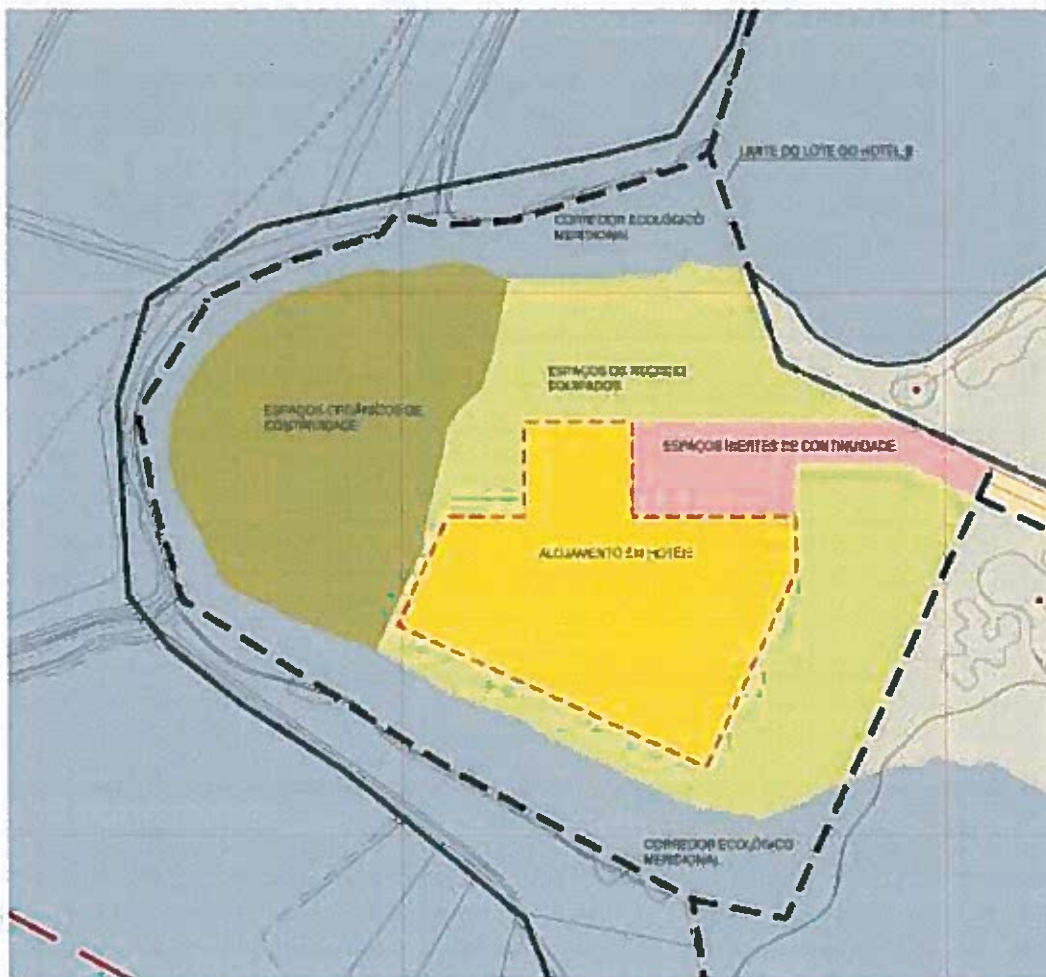 LIMITE DO LOTE DO HOTEL
CORREDOR ECOLÓGICO
MERIDIONAL
ESPAÇOS DE RECREIO
EQUIPADOS
ESPAÇOS ORGÂNICOS DE
CONTINUIDADE
ESPAÇOS INERTES DE CONTINUIDADE
ALOJAMENTO EM HOTÉIS
CORREDOR ECOLÓGICO
MERIDIONAL